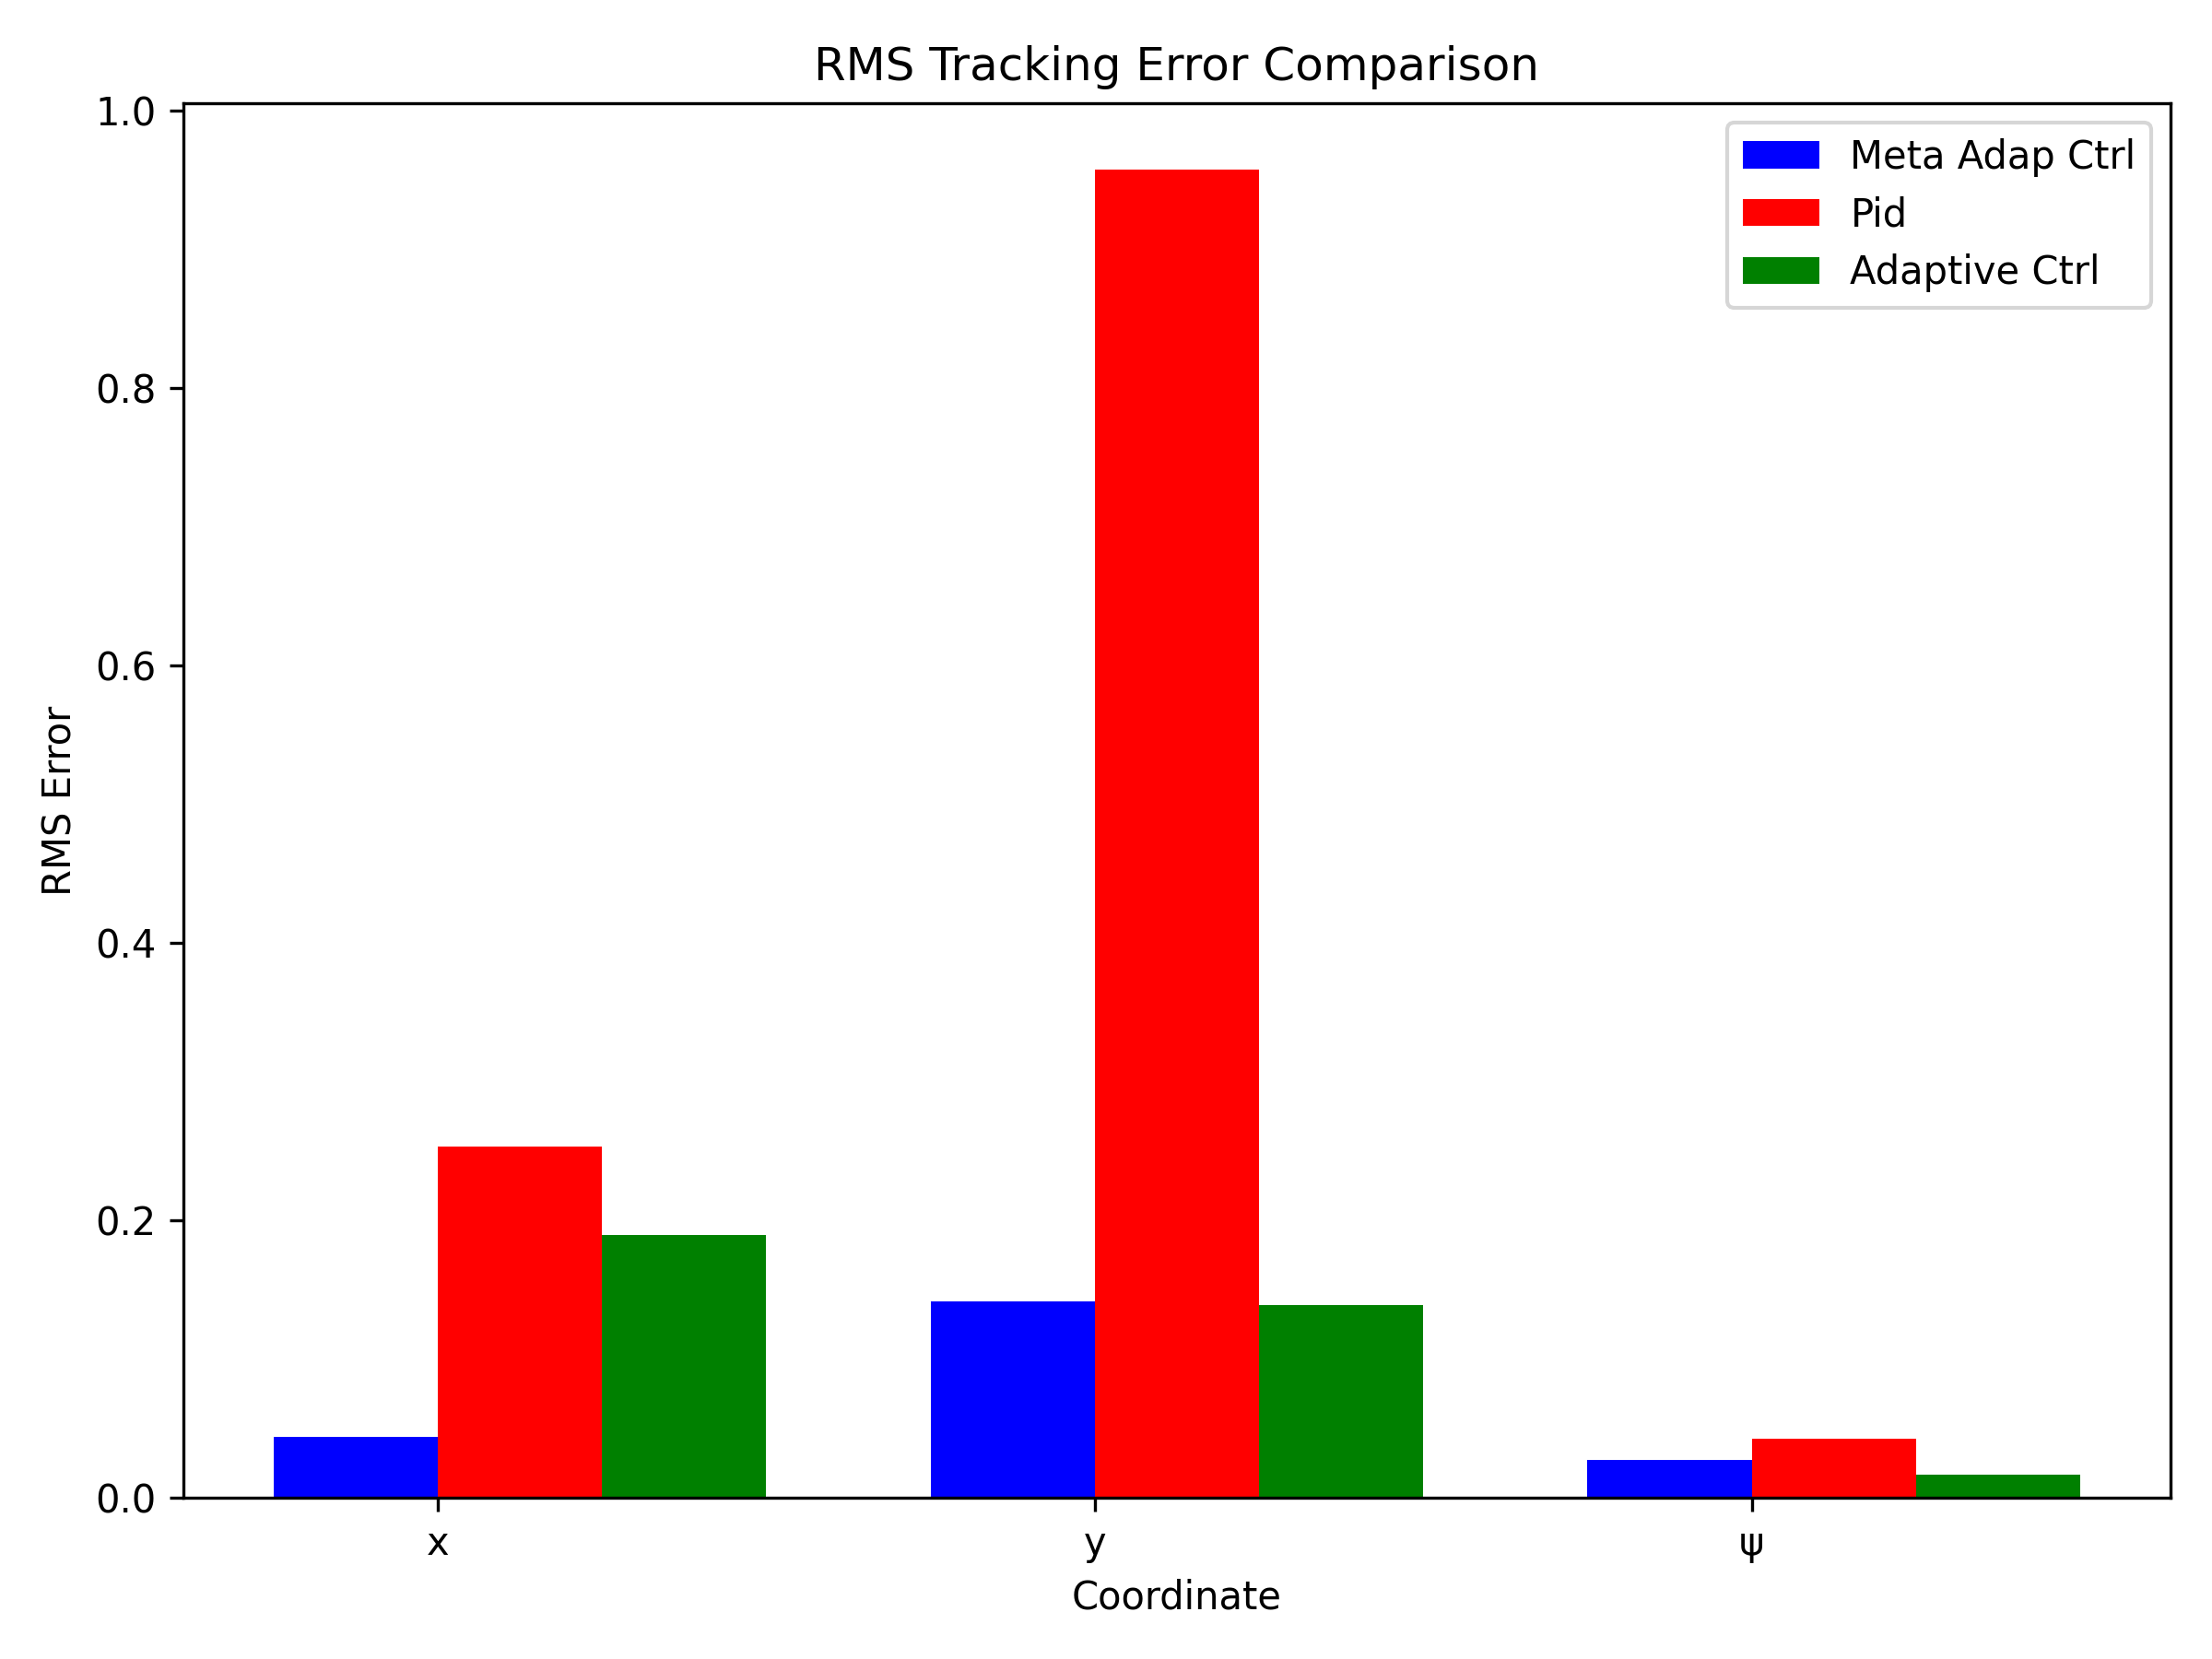 RMS Tracking Error Comparison
Meta Adap Ctrl
Pid
Adaptive Ctrl
RMS Error
1.0
0.8
0.6
0.4
0.2
0.0
x
y
ψ
Coordinate